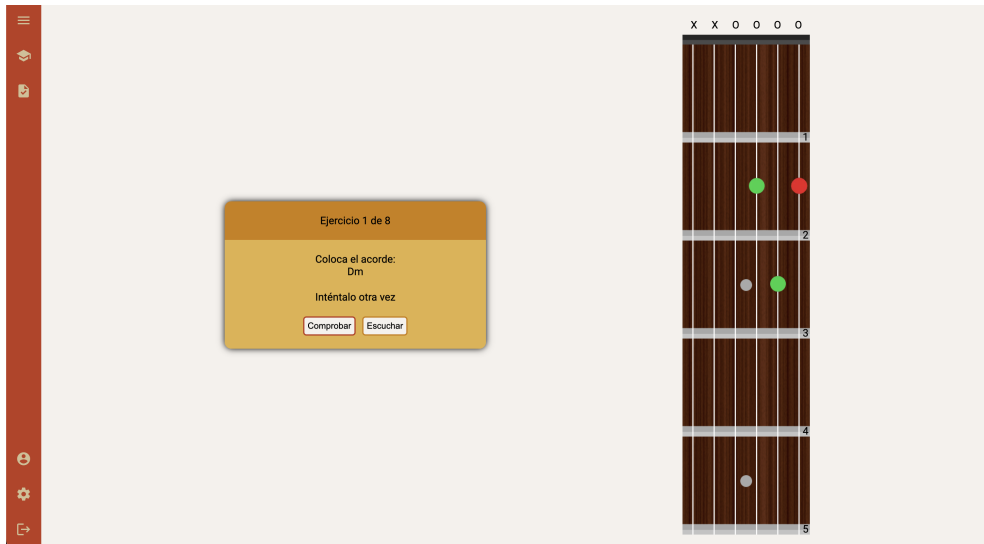 X X O O O O
1
2
Ejercicio 1 de 8
Coloca el acorde:
Dm
Inténtalo otra vez
Comprobar Escuchar
3
4
5